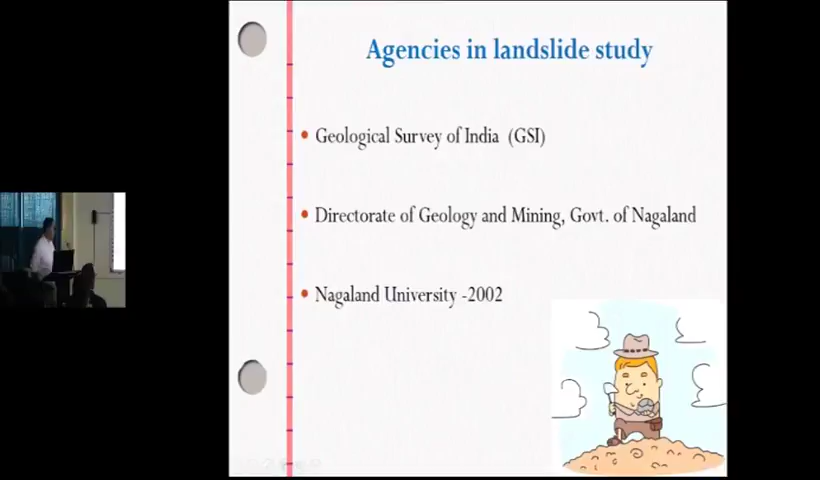 Agencies in landslide study
Geological Survey of India (GSI)
Directorate of Geology and Mining, Govt. of Nagaland
Nagaland University -2002